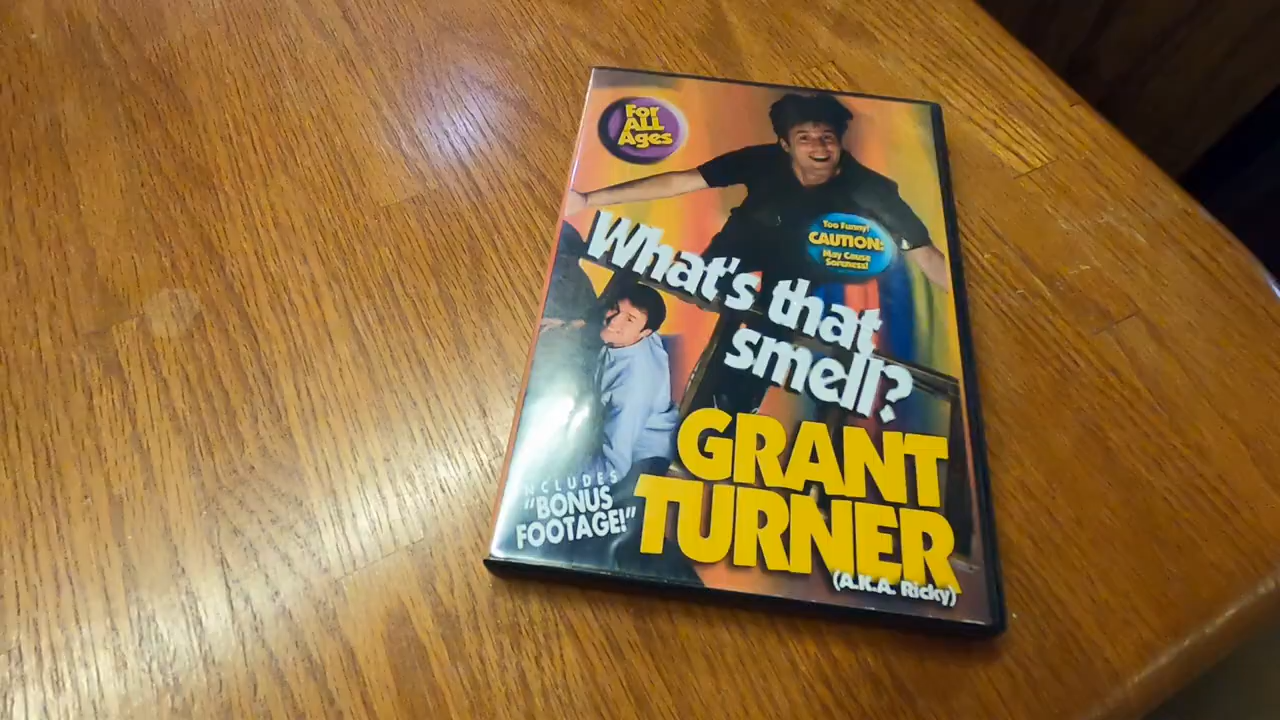 For
ALL
Ages
Too Funny!
CAUTION:
May Cause
Soreness!
What's that
smell?
GRANT
TURNER
(A.K.A. Ricky)
INCLUDES
"BONUS
FOOTAGE!"